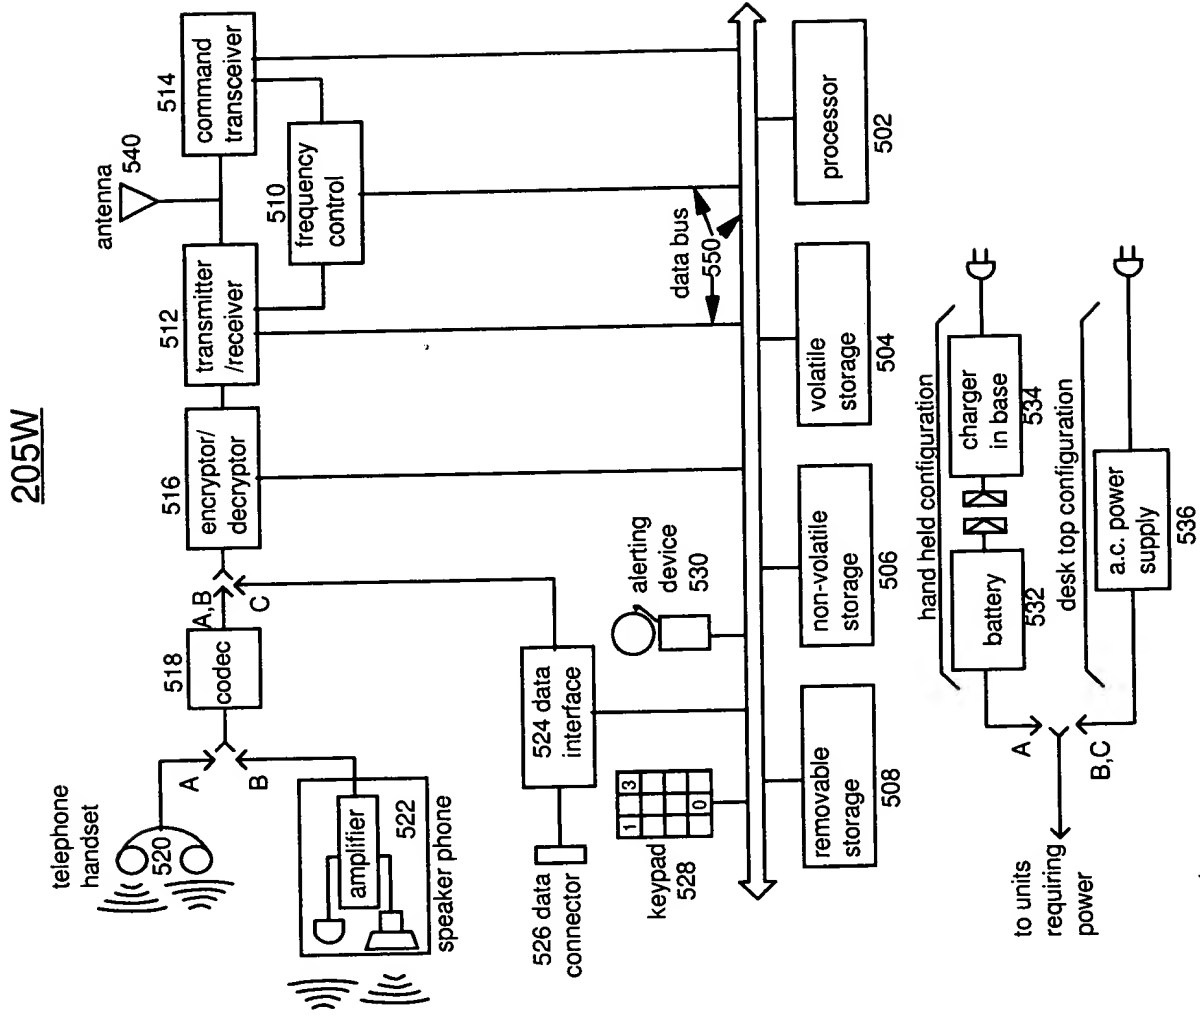 205W
telephone
handset
520
A
B
amplifier
522
speaker phone
518
codec
A,B
C
516
encryptor/
decryptor
512
transmitter
/receiver
antenna
540
510
frequency
control
514
command
transceiver
526 data
connector
524 data
interface
1
3
0
keypad
528
alerting
device
530
data bus
550
removable
storage
508
non-volatile
storage
506
volatile
storage
504
processor
502
to units
requiring
power
A
B,C
hand held configuration
battery
532
charger
in base
534
desk top configuration
a.c. power
supply
536